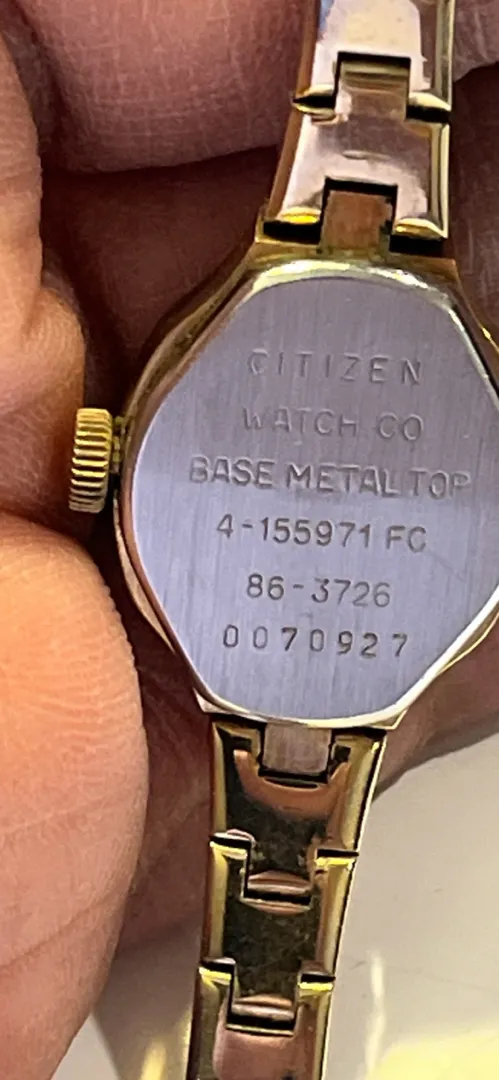 CITIZEN
WATCH CO
BASE METAL TOP
4-155971 FC
86-3726
0070927